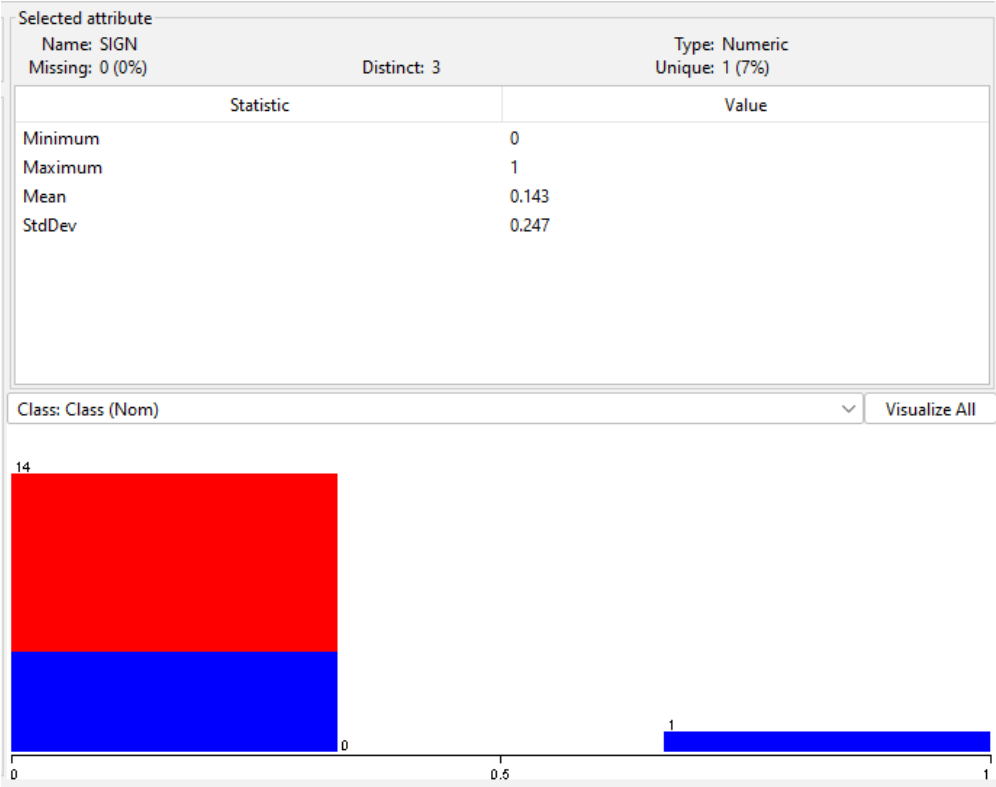 Selected attribute
Name: SIGN Type: Numeric
Missing: 0 (0%) Distinct: 3 Unique: 1 (7%)
Statistic Value
Minimum 0
Maximum 1
Mean 0.143
StdDev 0.247
Class: Class (Nom) Visualize All
14
0
1
0 0.5 1